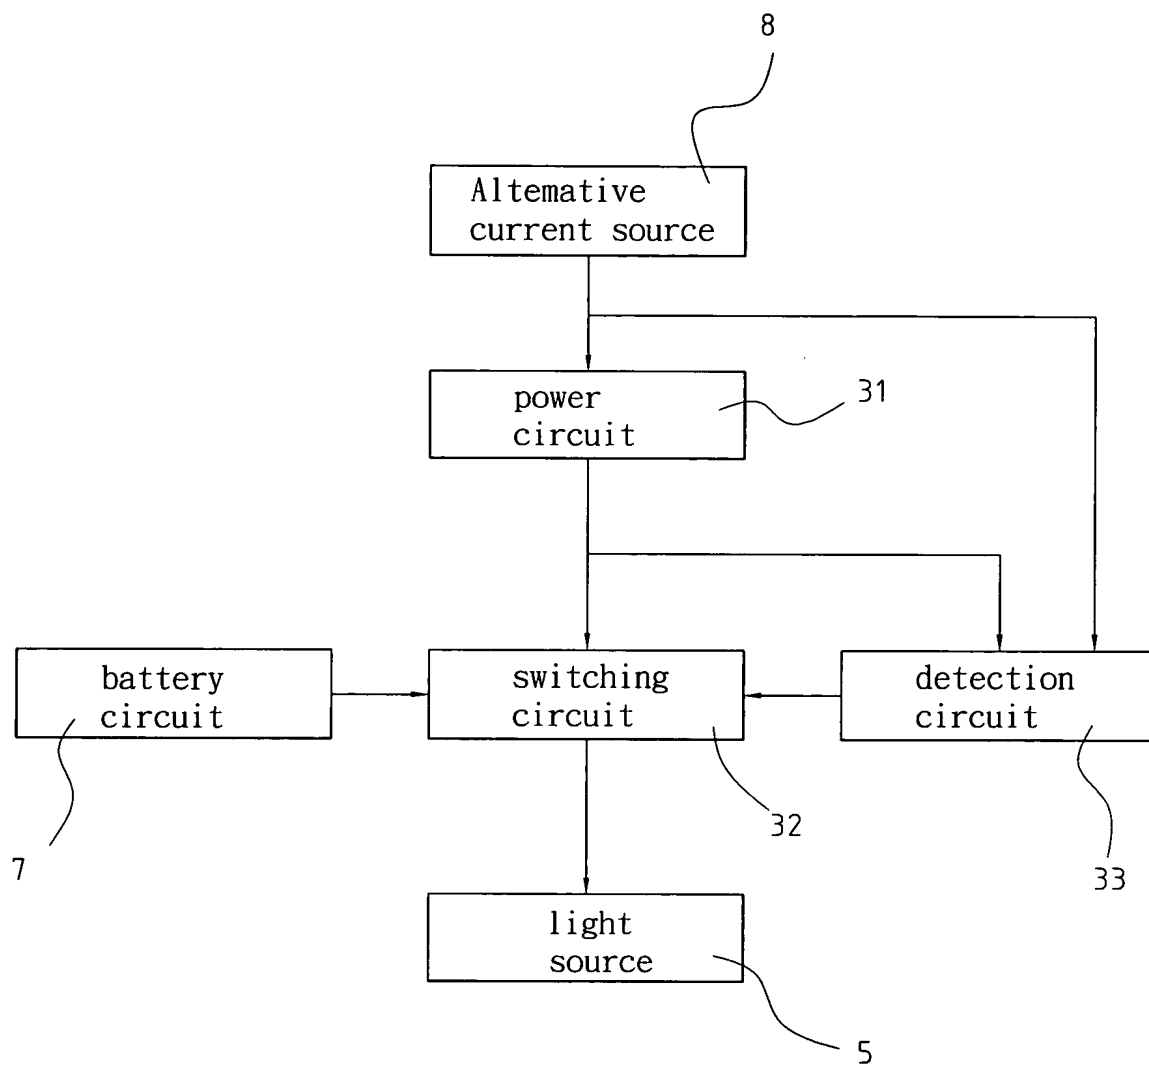 8
Altemative
current source
31
power
circuit
battery
circuit
switching
circuit
detection
circuit
32
7
33
light
source
5